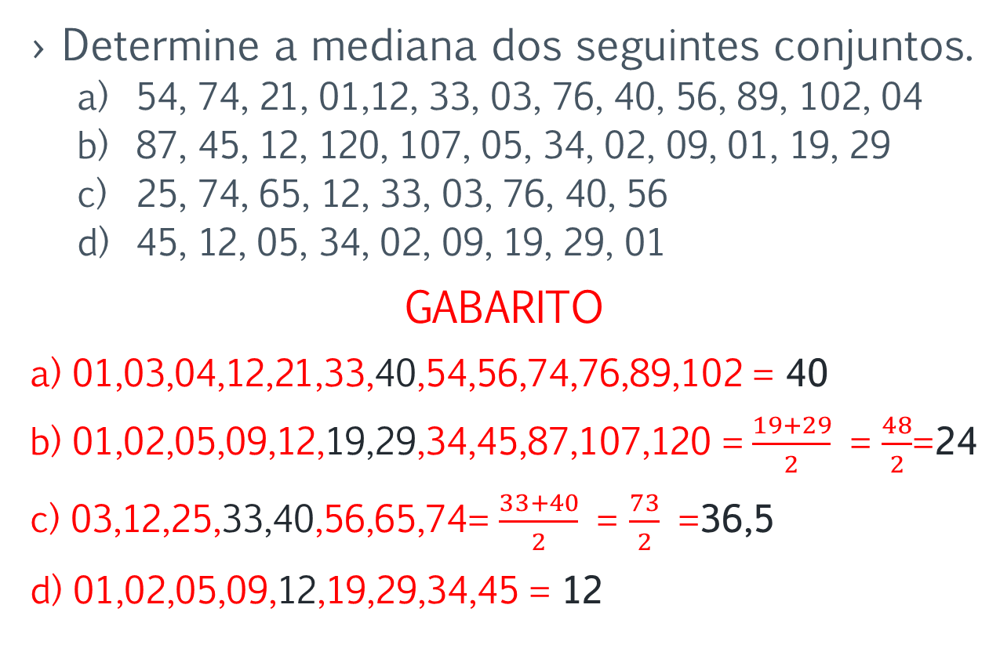 › Determine a mediana dos seguintes conjuntos.
a) 54, 74, 21, 01,12, 33, 03, 76, 40, 56, 89, 102, 04
b) 87, 45, 12, 120, 107, 05, 34, 02, 09, 01, 19, 29
c) 25, 74, 65, 12, 33, 03, 76, 40, 56
d) 45, 12, 05, 34, 02, 09, 19, 29, 01
GABARITO
a) 01,03,04,12,21,33,40,54,56,74,76,89,102 = 40
b) 01,02,05,09,12,19,29,34,45,87,107,120 = 19+29/2 = 48/2 =24
c) 03,12,25,33,40,56,65,74= 33+40/2 = 73/2 =36,5
d) 01,02,05,09,12,19,29,34,45 = 12